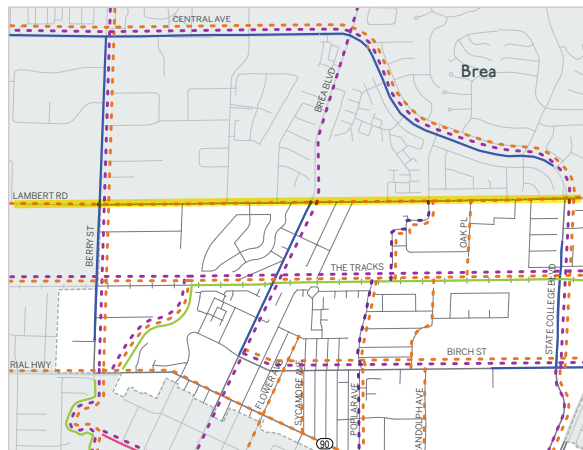 CENTRAL AVE
Brea
BREA BLVD
LAMBERT RD
BERRY ST
OAK PL
THE TRACKS
STATE COLLEGE BLVD
BIRCH ST
RIAL HWY
FLOWER AVE
SYCAMORE AVE
POPLAR AVE
ANDOLPH AVE
90